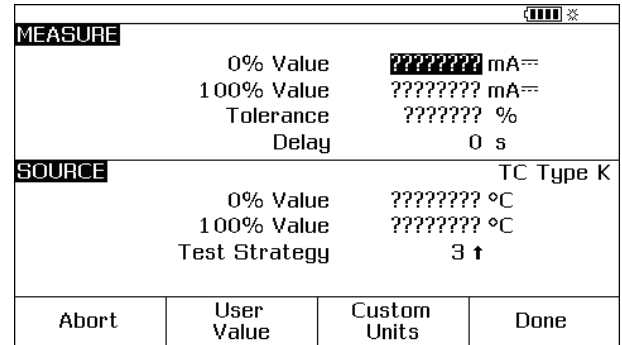 MEASURE
0% Value ???????? mA⎓
100% Value ???????? mA⎓
Tolerance ??????? %
Delay 0 s
SOURCE TC Type K
0% Value ???????? °C
100% Value ???????? °C
Test Strategy 3 ↑
Abort User Value Custom Units Done